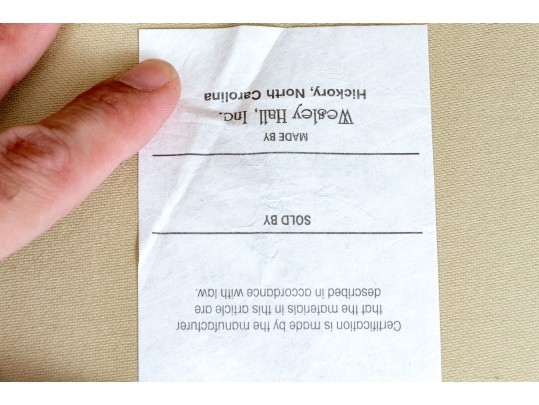 Certification is made by the manufacturer
that the materials in this article are
described in accordance with law.
SOLD BY
MADE BY
Wesley Hall, Inc.
Hickory, North Carolina